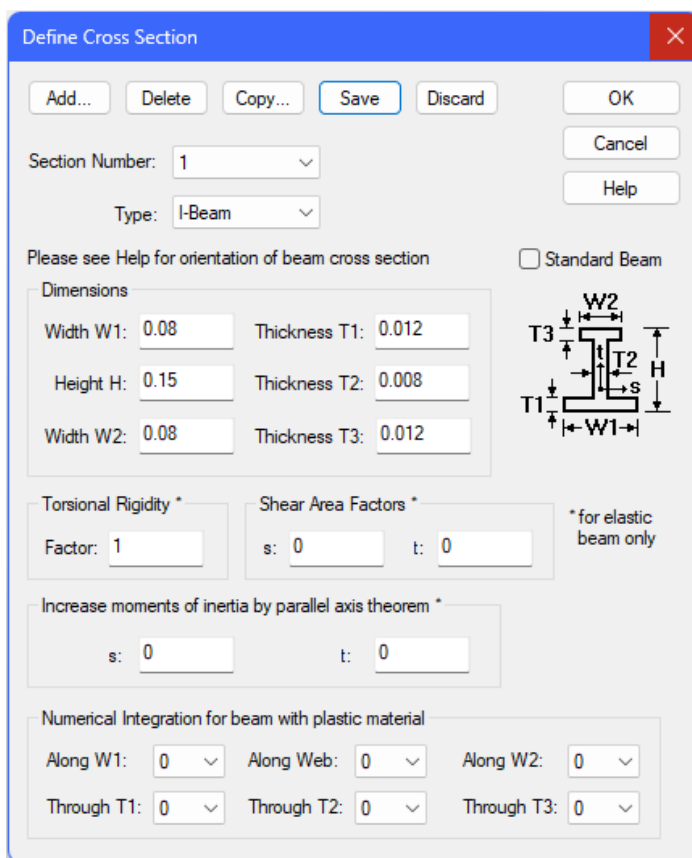 Define Cross Section
Add... Delete Copy... Save Discard OK
Cancel
Section Number: 1
Help
Type: I-Beam
Please see Help for orientation of beam cross section Standard Beam
Dimensions
Width W1: 0.08 Thickness T1: 0.012
Height H: 0.15 Thickness T2: 0.008
Width W2: 0.08 Thickness T3: 0.012
W2
T3 t T2 H
s
T1
W1
Torsional Rigidity * Shear Area Factors *
Factor: 1 s: 0 t: 0
* for elastic
beam only
Increase moments of inertia by parallel axis theorem *
s: 0 t: 0
Numerical Integration for beam with plastic material
Along W1: 0 Along Web: 0 Along W2: 0
Through T1: 0 Through T2: 0 Through T3: 0